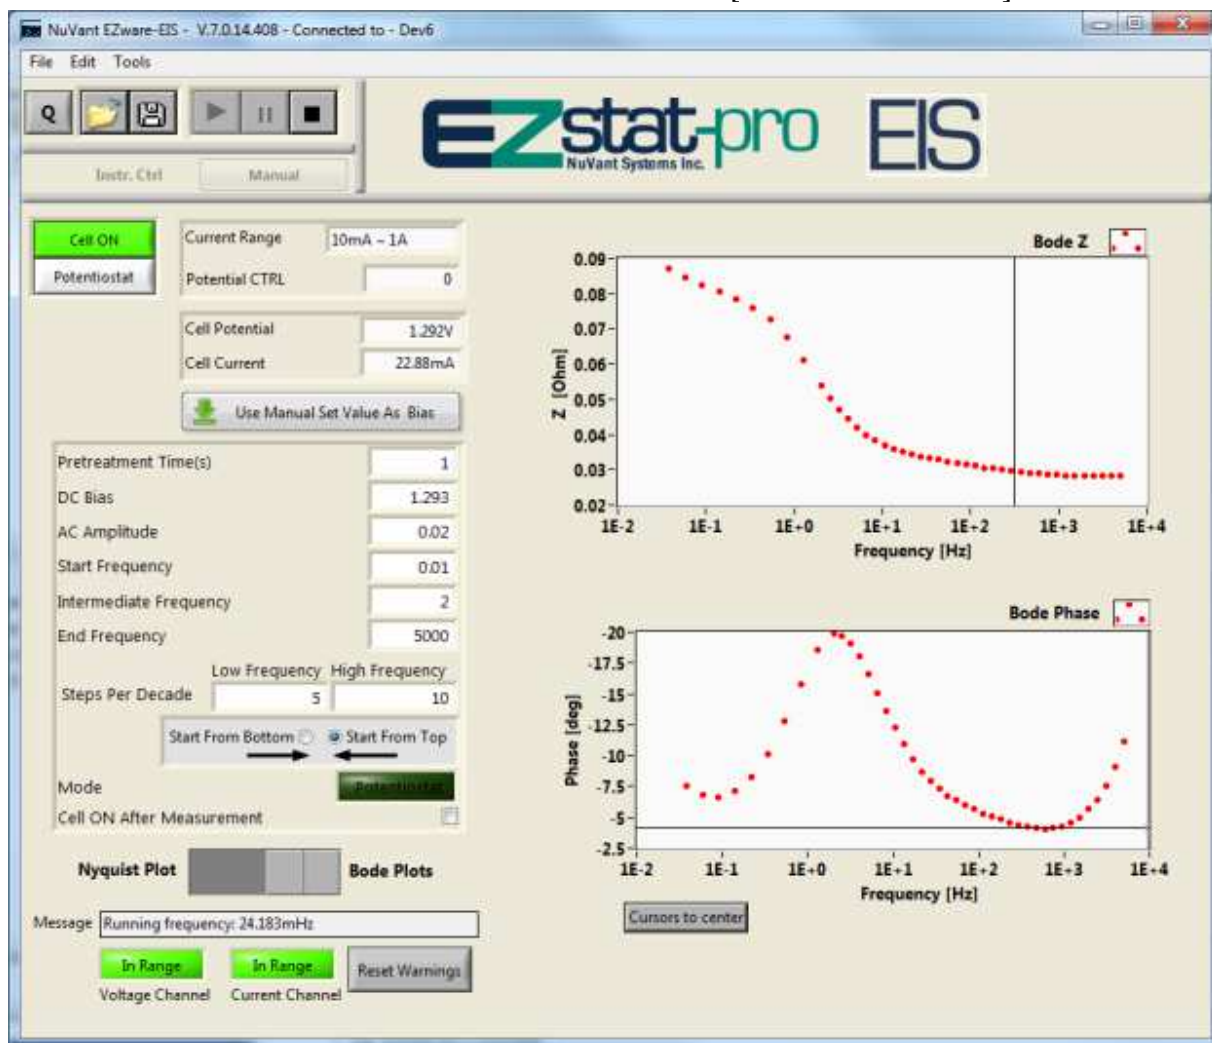 NuVant EZware-EIS - V.7.0.14.408 - Connected to - Dev6
File Edit Tools
Q
Instr. Ctrl Manual
EZstat-pro
NuVant Systems Inc.
EIS
Cell ON
Potentiostat
Current Range 10mA ~ 1A
Potential CTRL 0
Cell Potential 1.292V
Cell Current 22.88mA
Use Manual Set Value As Bias
Pretreatment Time(s) 1
DC Bias 1.293
AC Amplitude 0.02
Start Frequency 0.01
Intermediate Frequency 2
End Frequency 5000
Low Frequency High Frequency
Steps Per Decade 5 10
Start From Bottom Start From Top
Mode Potentiostat
Cell ON After Measurement
Nyquist Plot Bode Plots
Message Running frequency: 24.183mHz
In Range In Range Reset Warnings
Voltage Channel Current Channel
Bode Z
0.09
0.08
0.07
0.06
0.05
0.04
0.03
0.02
Z [Ohm]
1E-2 1E-1 1E+0 1E+1 1E+2 1E+3 1E+4
Frequency [Hz]
Bode Phase
-20
-17.5
-15
-12.5
-10
-7.5
-5
-2.5
Phase [deg]
1E-2 1E-1 1E+0 1E+1 1E+2 1E+3 1E+4
Frequency [Hz]
Cursors to center